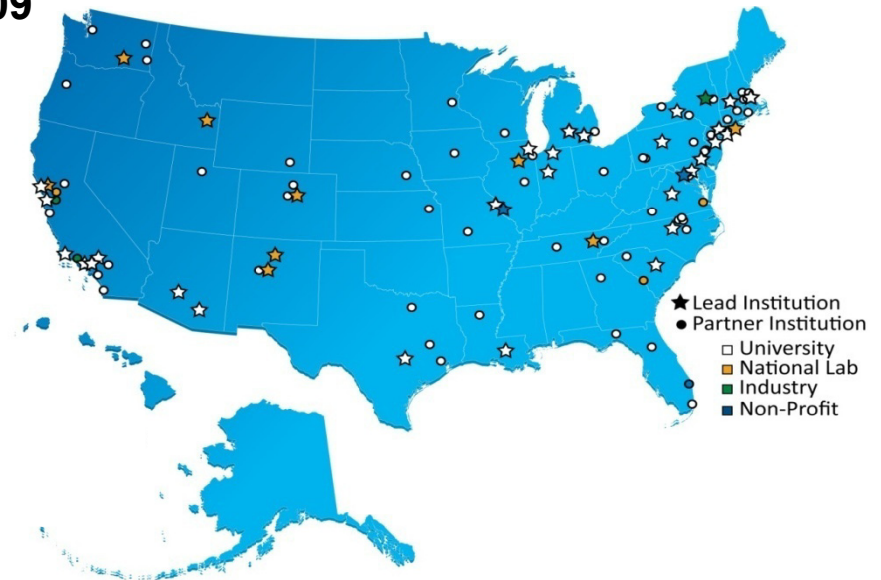 09
Lead Institution
Partner Institution
University
National Lab
Industry
Non-Profit